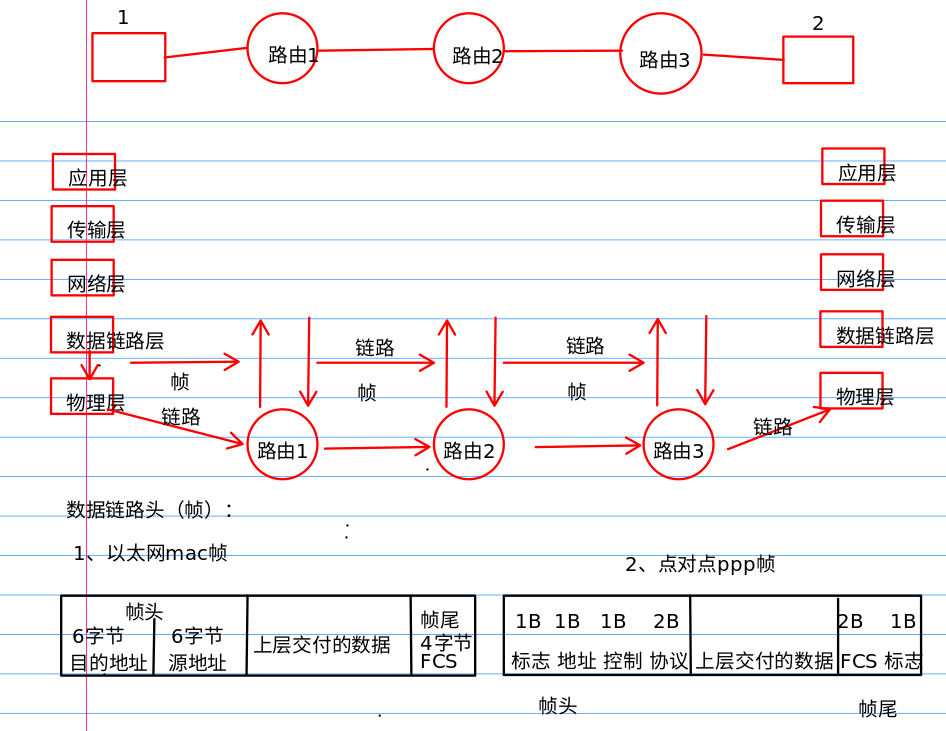 1
2
路由1
路由2
路由3
应用层
应用层
传输层
传输层
网络层
网络层
数据链路层
链路
链路
数据链路层
帧
帧
帧
物理层
物理层
链路
链路
路由1
路由2
路由3
数据链路头（帧）：
1、以太网mac帧
2、点对点ppp帧
帧头
6字节
目的地址
6字节
源地址
上层交付的数据
帧尾
4字节
FCS
1B 1B 1B 2B
标志 地址 控制 协议
上层交付的数据
2B 1B
FCS 标志
帧头
帧尾